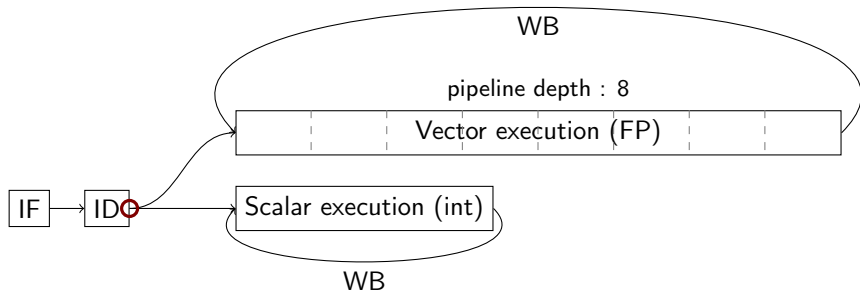 WB
pipeline depth : 8
Vector execution (FP)
IF
ID
Scalar execution (int)
WB